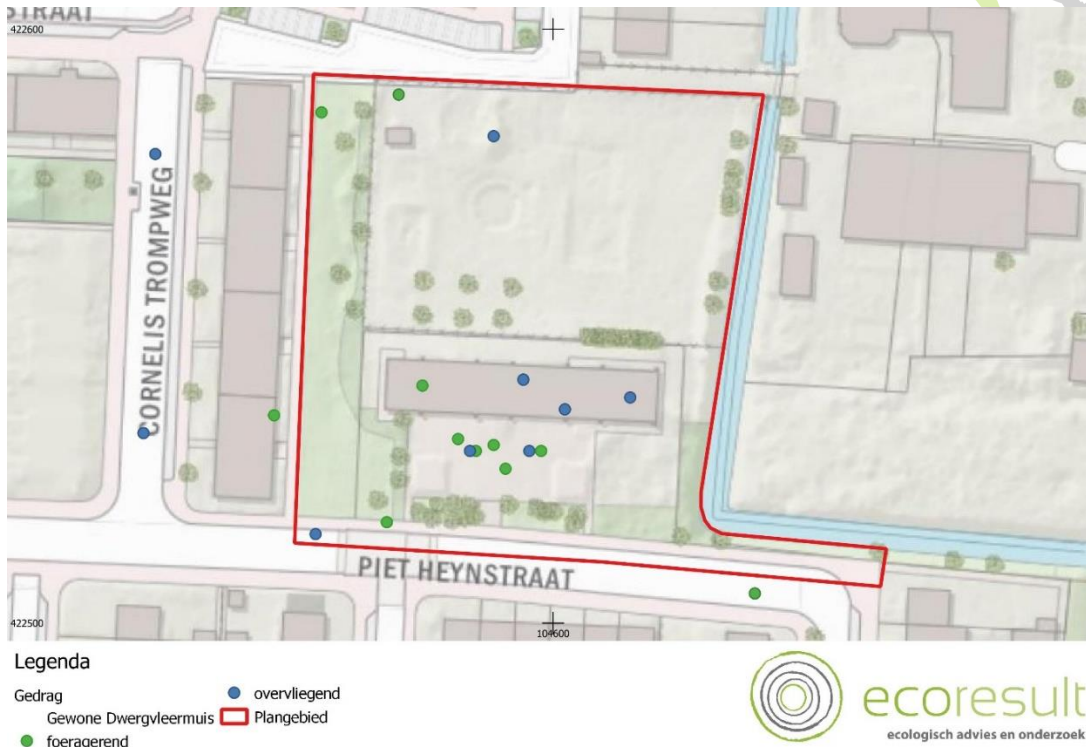 STRAAT
422600
CORNELIS TROMPWEG
PIET HEYNSTRAAT
422500
104600
Legenda
Gedrag
Gewone Dwergvleermuis
foeragerend
overvliegend
Plangebied
ecoresult
ecologisch advies en onderzoek